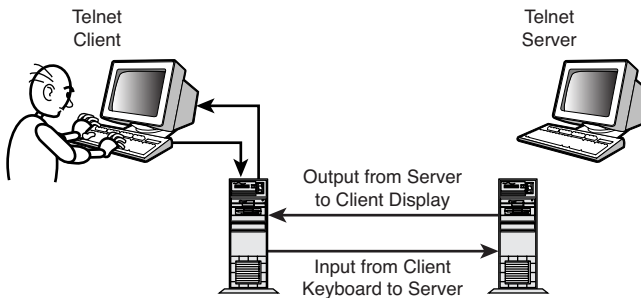 Telnet
Client
Telnet
Server
Output from Server
to Client Display
Input from Client
Keyboard to Server